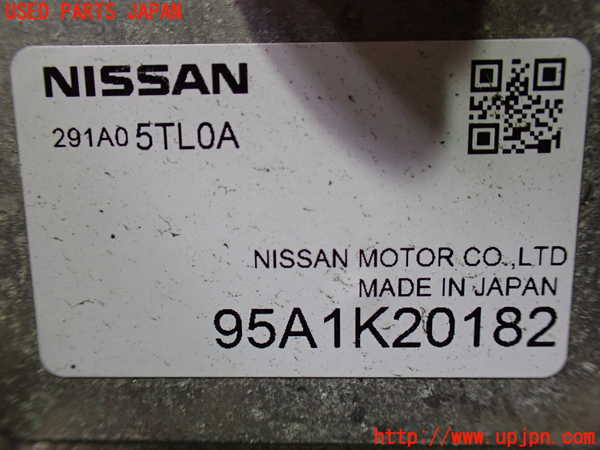 USED PARTS JAPAN
NISSAN
291A0 5TL0A
NISSAN MOTOR CO.,LTD
MADE IN JAPAN
95A1K20182
http://www.upjpn.com